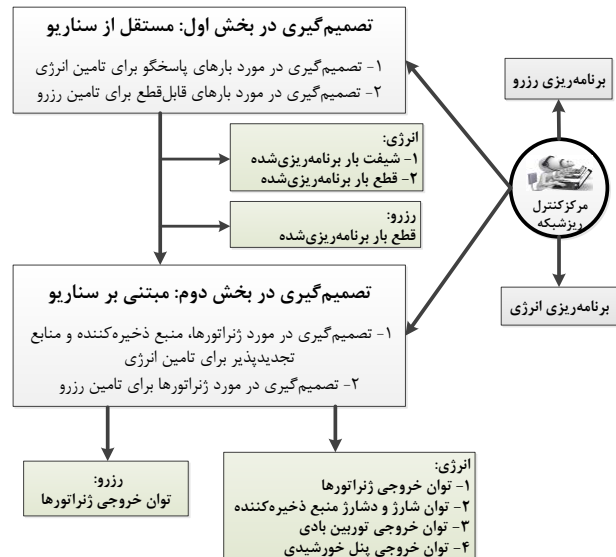 تصمیم‌گیری در بخش اول: مستقل از سناریو
۱- تصمیم‌گیری در مورد بارهای پاسخگو برای تامین انرژی
۲- تصمیم‌گیری در مورد بارهای قابل‌قطع برای تامین رزرو
برنامه‌ریزی رزرو
انرژی:
۱- شیفت بار برنامه‌ریزی‌شده
۲- قطع بار برنامه‌ریزی‌شده
رزرو:
قطع بار برنامه‌ریزی‌شده
مرکزکنترل
ریزشبکه
برنامه‌ریزی انرژی
تصمیم‌گیری در بخش دوم: مبتنی بر سناریو
۱- تصمیم‌گیری در مورد ژنراتورها، منبع ذخیره‌کننده و منابع
تجدیدپذیر برای تامین انرژی
۲- تصمیم‌گیری در مورد ژنراتورها برای تامین رزرو
انرژی:
۱- توان خروجی ژنراتورها
۲- توان شارژ و دشارژ منبع ذخیره‌کننده
۳- توان خروجی توربین بادی
۴- توان خروجی پنل خورشیدی
رزرو:
توان خروجی ژنراتورها